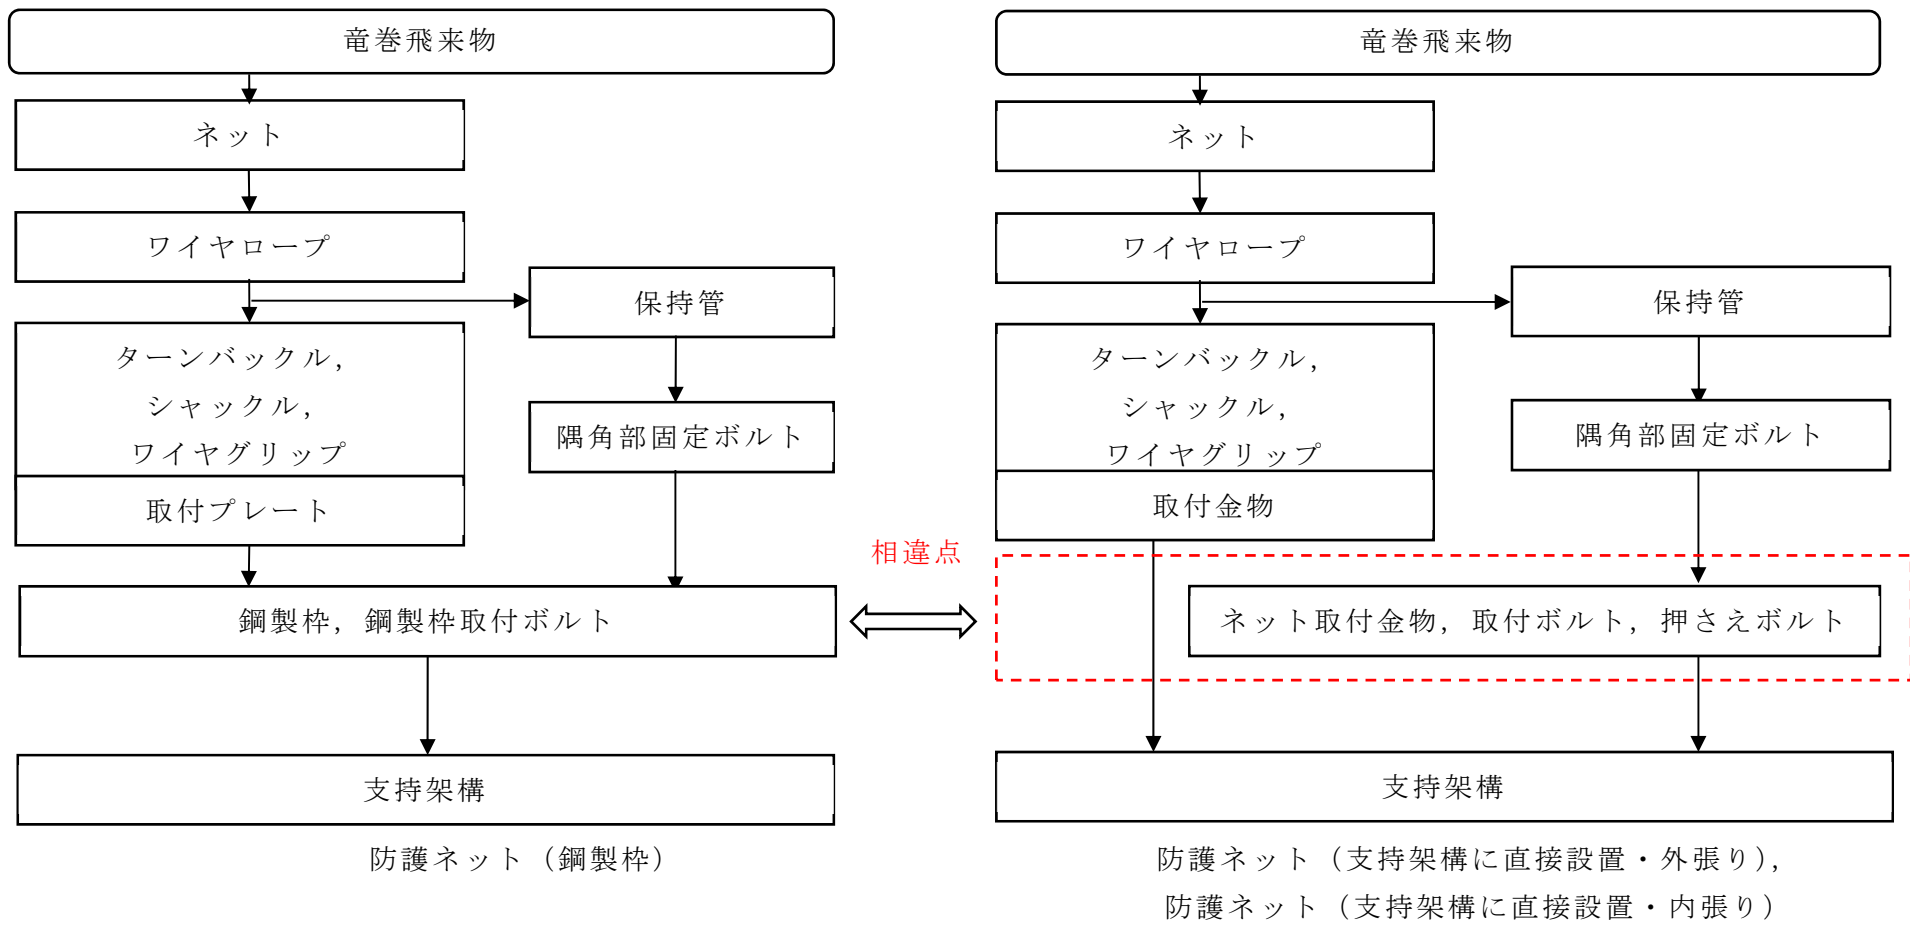 竜巻飛来物
ネット
ワイヤロープ
保持管
ターンバックル,
シャックル,
ワイヤグリップ
隅角部固定ボルト
取付プレート
鋼製枠, 鋼製枠取付ボルト
支持架構
防護ネット（鋼製枠）
相違点
竜巻飛来物
ネット
ワイヤロープ
保持管
ターンバックル,
シャックル,
ワイヤグリップ
隅角部固定ボルト
取付金物
ネット取付金物, 取付ボルト, 押さえボルト
支持架構
防護ネット（支持架構に直接設置・外張り）,
防護ネット（支持架構に直接設置・内張り）